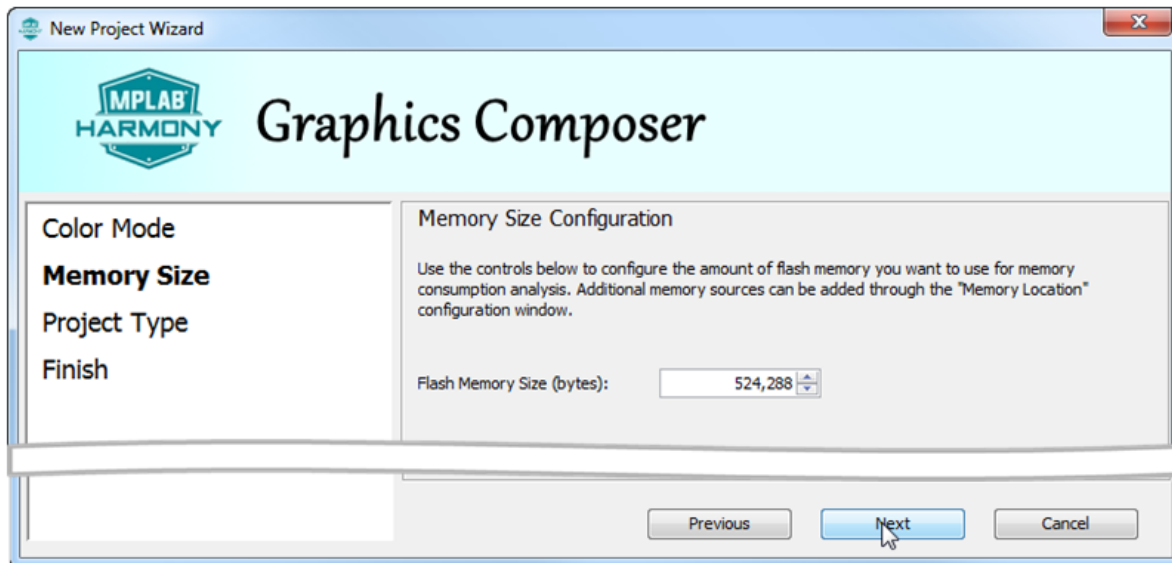 New Project Wizard
MPLAB
HARMONY
Graphics Composer
Color Mode
Memory Size
Project Type
Finish
Memory Size Configuration
Use the controls below to configure the amount of flash memory you want to use for memory
consumption analysis. Additional memory sources can be added through the "Memory Location"
configuration window.
Flash Memory Size (bytes): 524,288
Previous Next Cancel